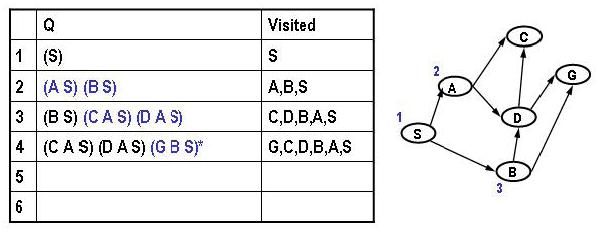 Q Visited
1 (S) S
2 (A S) (B S) A,B,S
3 (B S) (C A S) (D A S) C,D,B,A,S
4 (C A S) (D A S) (G B S)* G,C,D,B,A,S
5
6
C
G
2
A
D
1
S
B
3